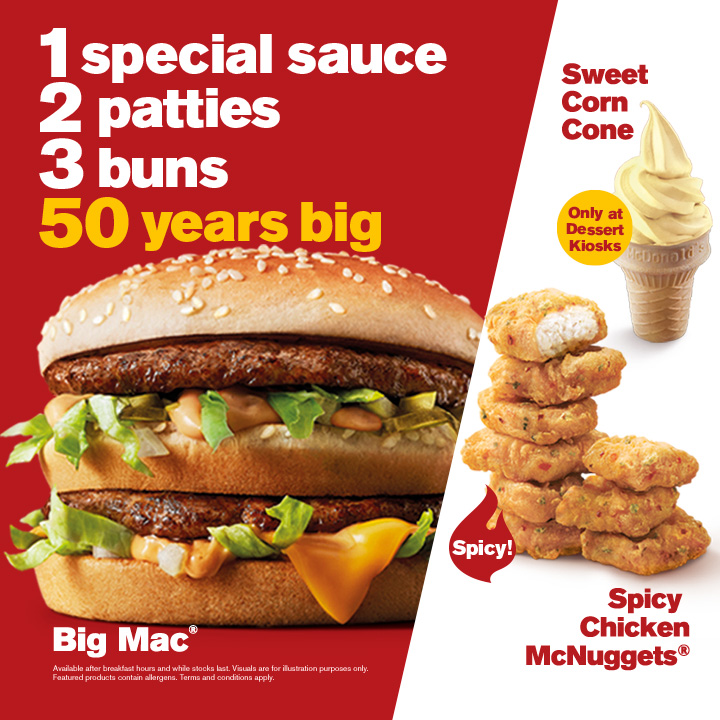 1 special sauce
2 patties
3 buns
50 years big
Sweet
Corn
Cone
Only at
Dessert
Kiosks
McDonald's
Spicy!
Spicy
Chicken
McNuggets®
Big Mac®
Available after breakfast hours and while stocks last. Visuals are for illustration purposes only.
Featured products contain allergens. Terms and conditions apply.